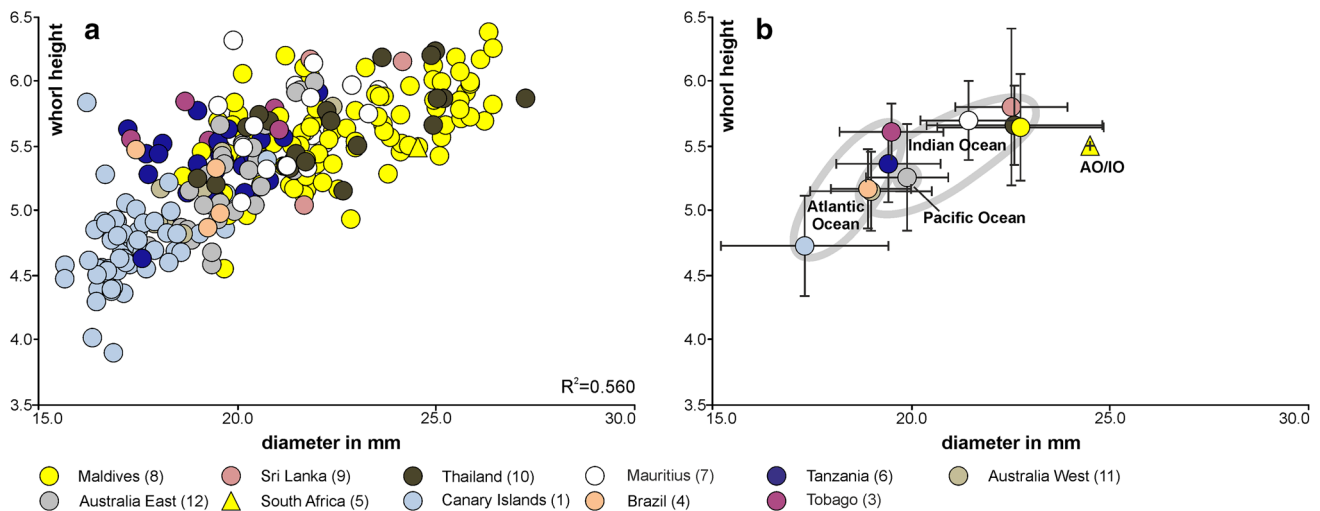 a
whorl height
6.5
6.0
5.5
5.0
4.5
4.0
3.5
15.0
20.0
25.0
30.0
R²=0.560
diameter in mm
b
whorl height
6.5
6.0
5.5
5.0
4.5
4.0
3.5
15.0
20.0
25.0
30.0
Indian Ocean
AO/IO
Atlantic
Ocean
Pacific Ocean
diameter in mm
Maldives (8)
Sri Lanka (9)
Thailand (10)
Mauritius (7)
Tanzania (6)
Australia West (11)
Australia East (12)
South Africa (5)
Canary Islands (1)
Brazil (4)
Tobago (3)